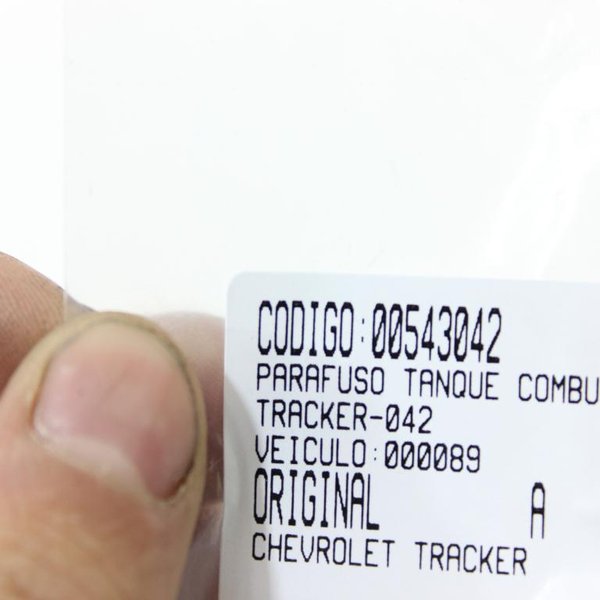 CODIGO:00543042
PARAFUSO TANQUE COMBU
TRACKER-042
VEICULO:000089
ORIGINAL A
CHEVROLET TRACKER